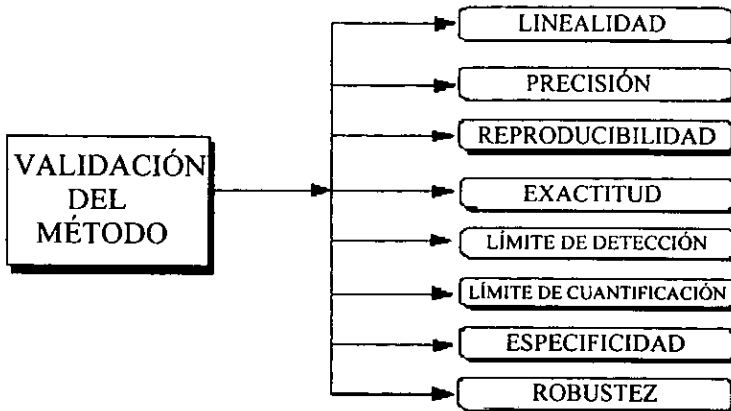 VALIDACIÓN
DEL
MÉTODO
LINEALIDAD
PRECISIÓN
REPRODUCIBILIDAD
EXACTITUD
LÍMITE DE DETECCIÓN
LÍMITE DE CUANTIFICACIÓN
ESPECIFICIDAD
ROBUSTEZ